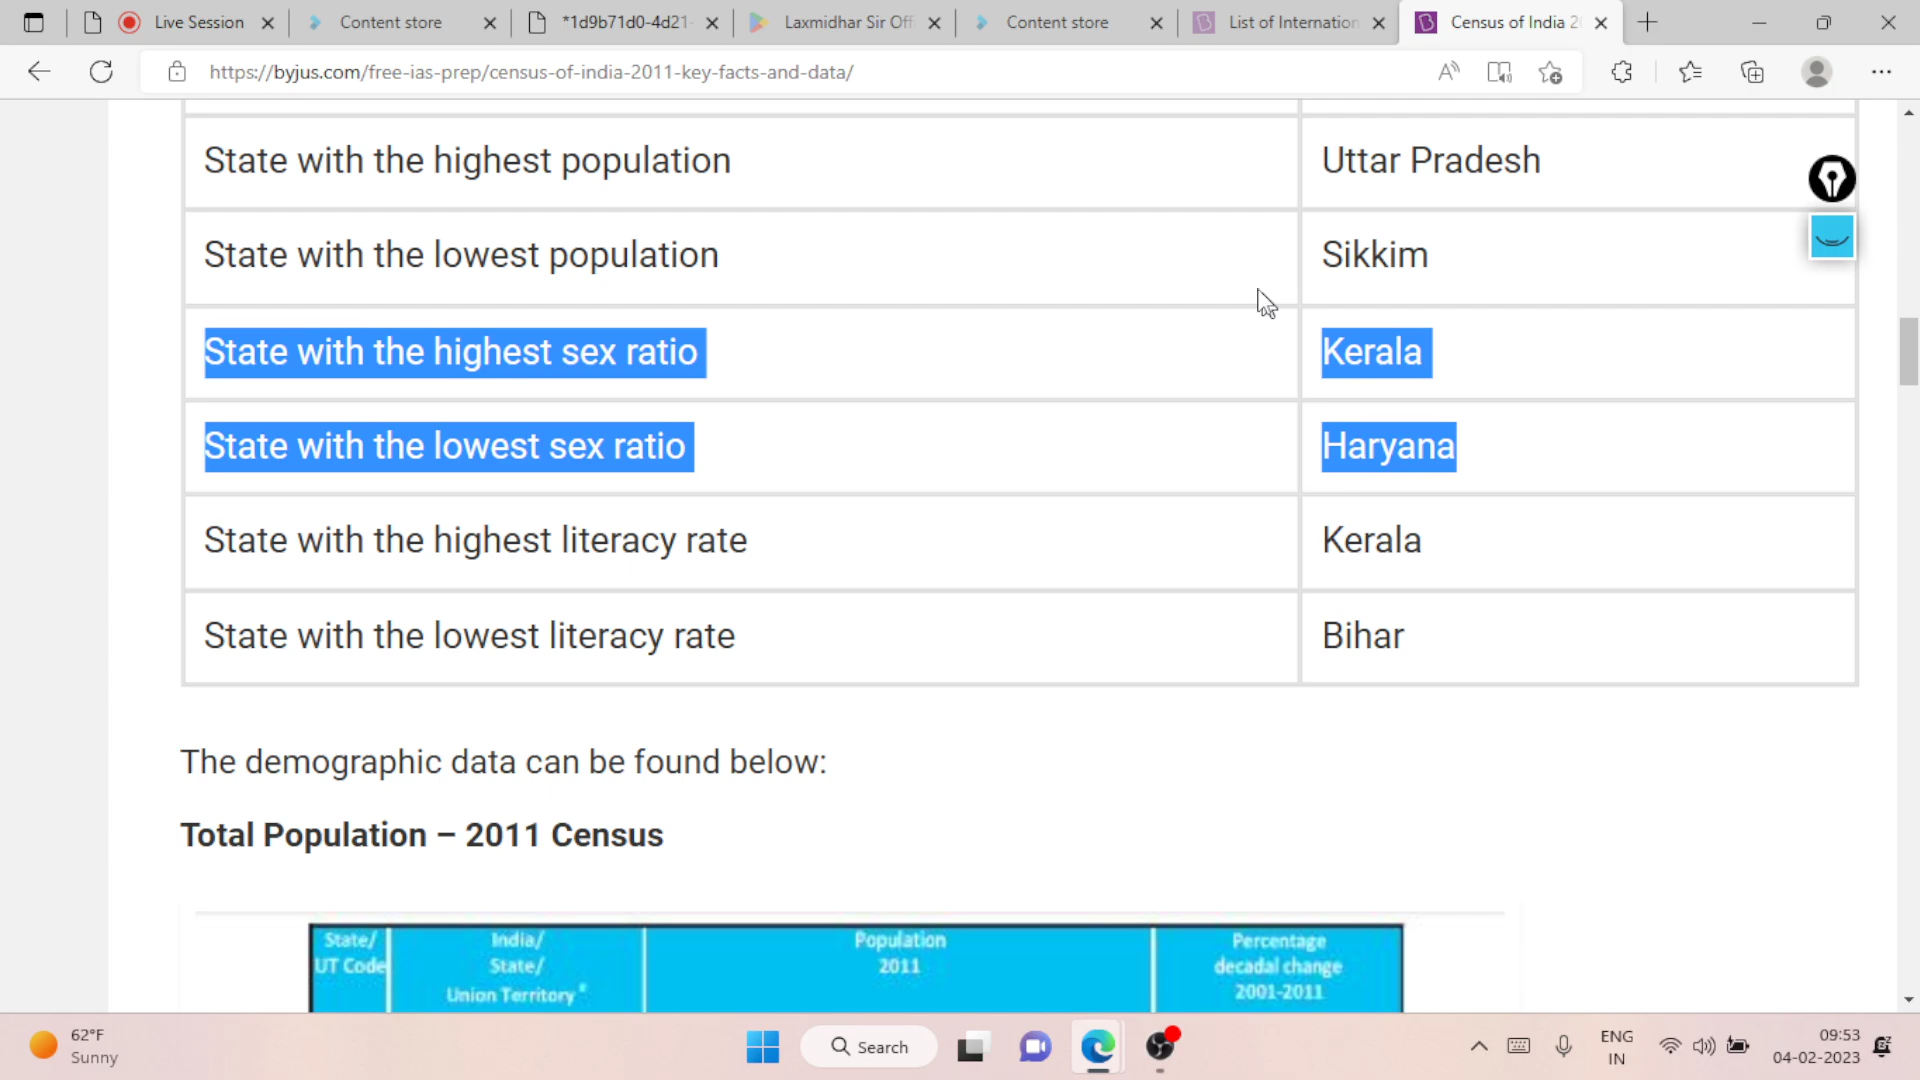 Live Session
Content store
*1d9b71d0-4d21-
Laxmidhar Sir Off
Content store
List of Internation
Census of India 2
https://byjus.com/free-ias-prep/census-of-india-2011-key-facts-and-data/
State with the highest population Uttar Pradesh
State with the lowest population Sikkim
State with the highest sex ratio Kerala
State with the lowest sex ratio Haryana
State with the highest literacy rate Kerala
State with the lowest literacy rate Bihar
The demographic data can be found below:
Total Population – 2011 Census
State/
UT Code
India/
State/
Union Territory #
Population
2011
Percentage
decadal change
2001-2011
62°F
Sunny
Search
ENG
IN
09:53
04-02-2023